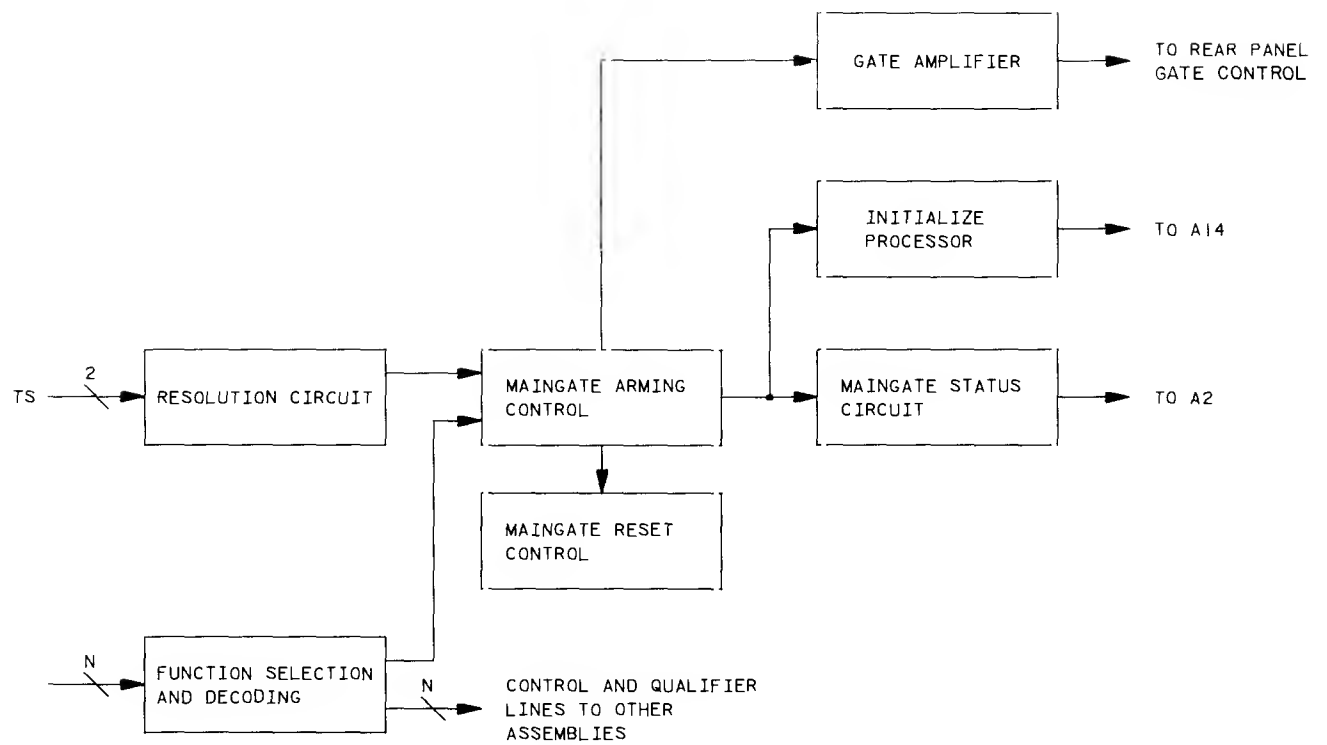 GATE AMPLIFIER
TO REAR PANEL
GATE CONTROL
INITIALIZE
PROCESSOR
TO A14
TS
2
RESOLUTION CIRCUIT
MAINGATE ARMING
CONTROL
MAINGATE STATUS
CIRCUIT
TO A2
MAINGATE RESET
CONTROL
N
FUNCTION SELECTION
AND DECODING
N
CONTROL AND QUALIFIER
LINES TO OTHER
ASSEMBLIES